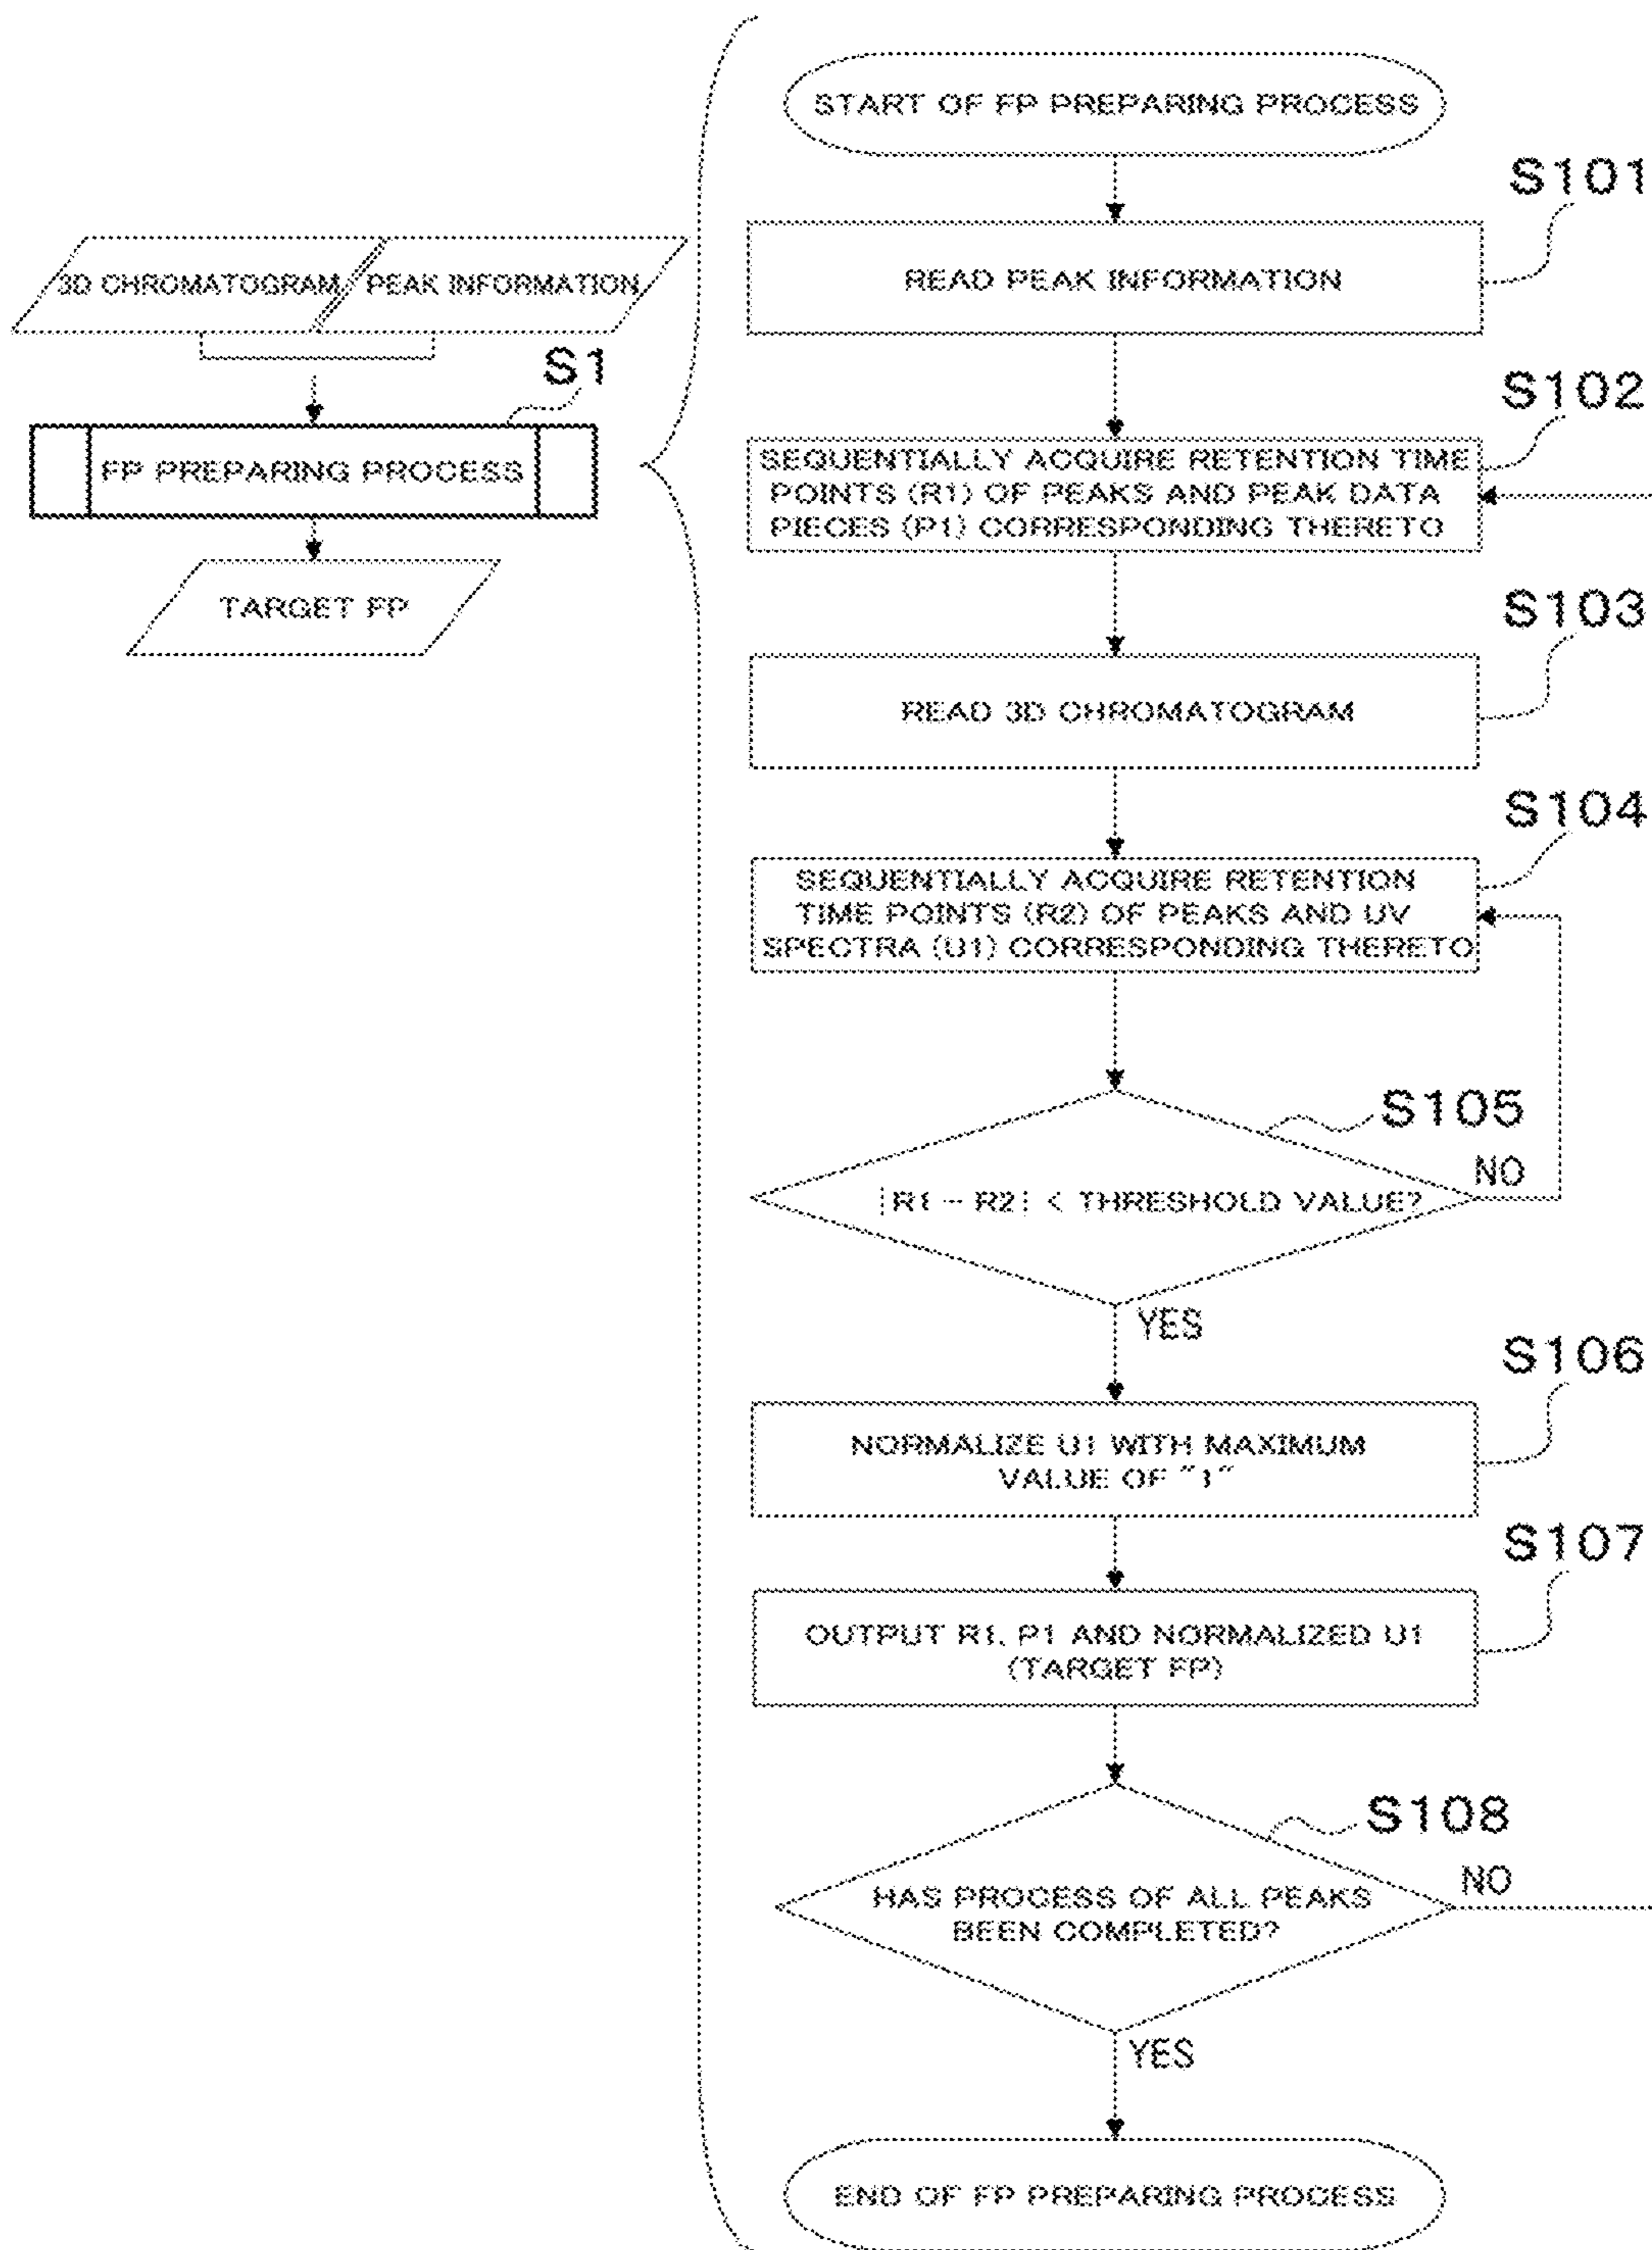 3D CHROMATOGRAM
PEAK INFORMATION
S1
FP PREPARING PROCESS
TARGET FP
START OF FP PREPARING PROCESS
S101
READ PEAK INFORMATION
S102
SEQUENTIALLY ACQUIRE RETENTION TIME
POINTS (R1) OF PEAKS AND PEAK DATA
PIECES (P1) CORRESPONDING THERETO
S103
READ 3D CHROMATOGRAM
S104
SEQUENTIALLY ACQUIRE RETENTION
TIME POINTS (R2) OF PEAKS AND UV
SPECTRA (U1) CORRESPONDING THERETO
S105
|R1 - R2| < THRESHOLD VALUE?
NO
YES
S106
NORMALIZE U1 WITH MAXIMUM
VALUE OF "1"
S107
OUTPUT R1, P1 AND NORMALIZED U1
(TARGET FP)
S108
HAS PROCESS OF ALL PEAKS
BEEN COMPLETED?
NO
YES
END OF FP PREPARING PROCESS